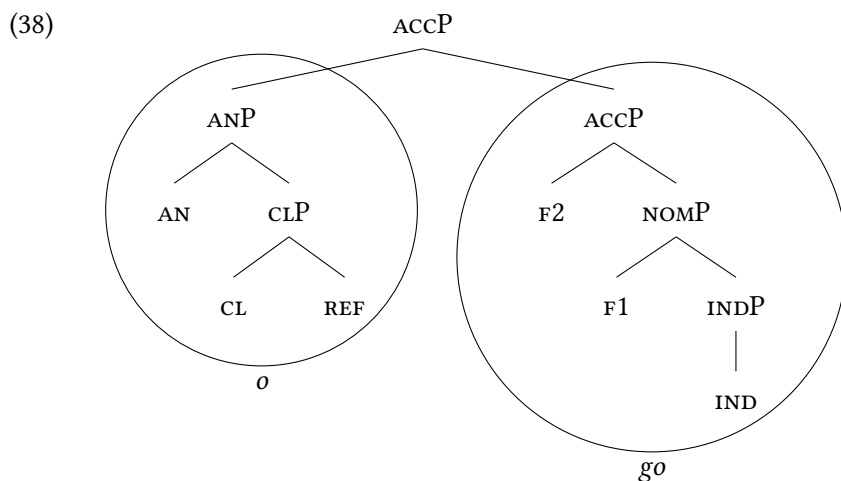 (38) ACCP
ANP ACCP
AN CLP F2 NOMP
CL REF F1 INDP
o
IND
go